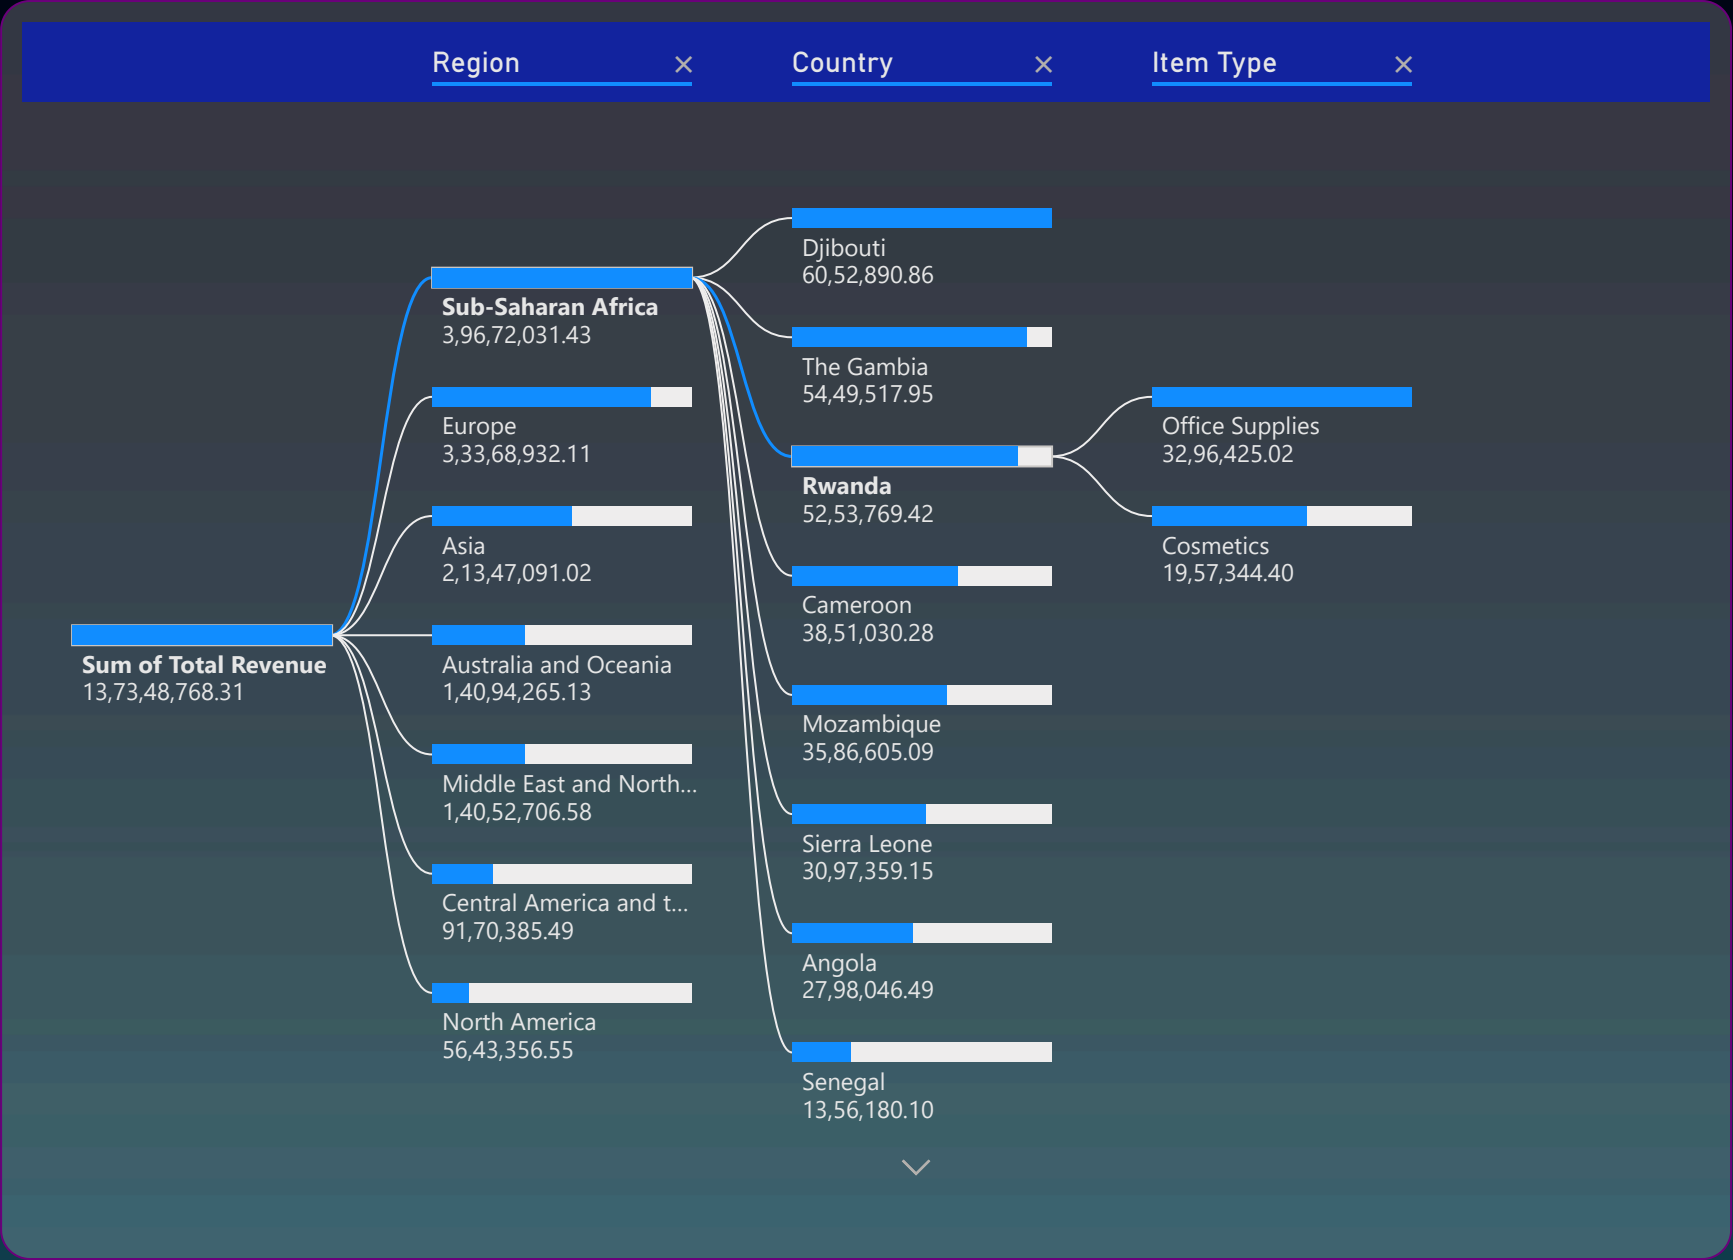 Region
Country
Item Type
Sum of Total Revenue
13,73,48,768.31
Sub-Saharan Africa
3,96,72,031.43
Europe
3,33,68,932.11
Asia
2,13,47,091.02
Australia and Oceania
1,40,94,265.13
Middle East and North...
1,40,52,706.58
Central America and t...
91,70,385.49
North America
56,43,356.55
Djibouti
60,52,890.86
The Gambia
54,49,517.95
Rwanda
52,53,769.42
Cameroon
38,51,030.28
Mozambique
35,86,605.09
Sierra Leone
30,97,359.15
Angola
27,98,046.49
Senegal
13,56,180.10
Office Supplies
32,96,425.02
Cosmetics
19,57,344.40